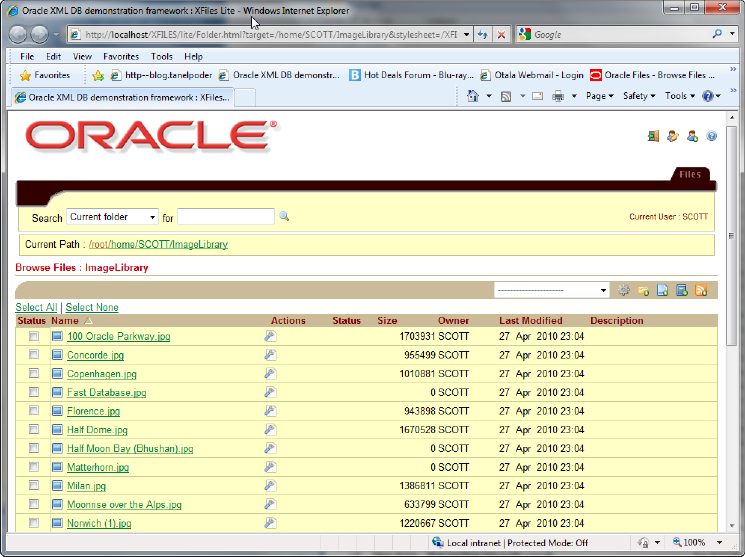 Oracle XML DB demonstration framework : XFiles Lite - Windows Internet Explorer
http://localhost/XFILES/lite/Folder.html?target=/home/SCOTT/ImageLibrary&stylesheet=/XFI
Google
File Edit View Favorites Tools Help
Favorites http--blog.tanelpoder Oracle XML DB demonstr... Hot Deals Forum - Blu-ray... Otala Webmail - Login Oracle Files - Browse Files ...
Oracle XML DB demonstration framework : XFiles...
Page Safety Tools
ORACLE®
Files
Search Current folder for
Current User : SCOTT
Current Path : /root/home/SCOTT/ImageLibrary
Browse Files : ImageLibrary
Select All | Select None
Status Name Actions Status Size Owner Last Modified Description
100 Oracle Parkway.jpg 1703931 SCOTT 27 Apr 2010 23:04
Concorde.jpg 955499 SCOTT 27 Apr 2010 23:04
Copenhagen.jpg 1010881 SCOTT 27 Apr 2010 23:04
Fast Database.jpg 0 SCOTT 27 Apr 2010 23:04
Florence.jpg 943898 SCOTT 27 Apr 2010 23:04
Half Dome.jpg 1670528 SCOTT 27 Apr 2010 23:04
Half Moon Bay (Bhushan).jpg 0 SCOTT 27 Apr 2010 23:04
Matterhorn.jpg 0 SCOTT 27 Apr 2010 23:04
Milan.jpg 1386811 SCOTT 27 Apr 2010 23:04
Moonrise over the Alps.jpg 633799 SCOTT 27 Apr 2010 23:04
Norwich (1).jpg 1220667 SCOTT 27 Apr 2010 23:04
Local intranet | Protected Mode: Off 100%